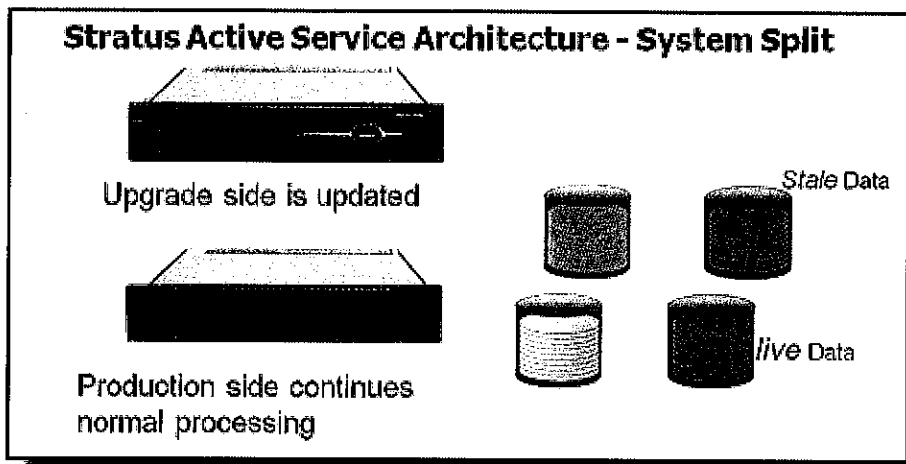 Stratus Active Service Architecture - System Split
Upgrade side is updated
Stale Data
live Data
Production side continues
normal processing